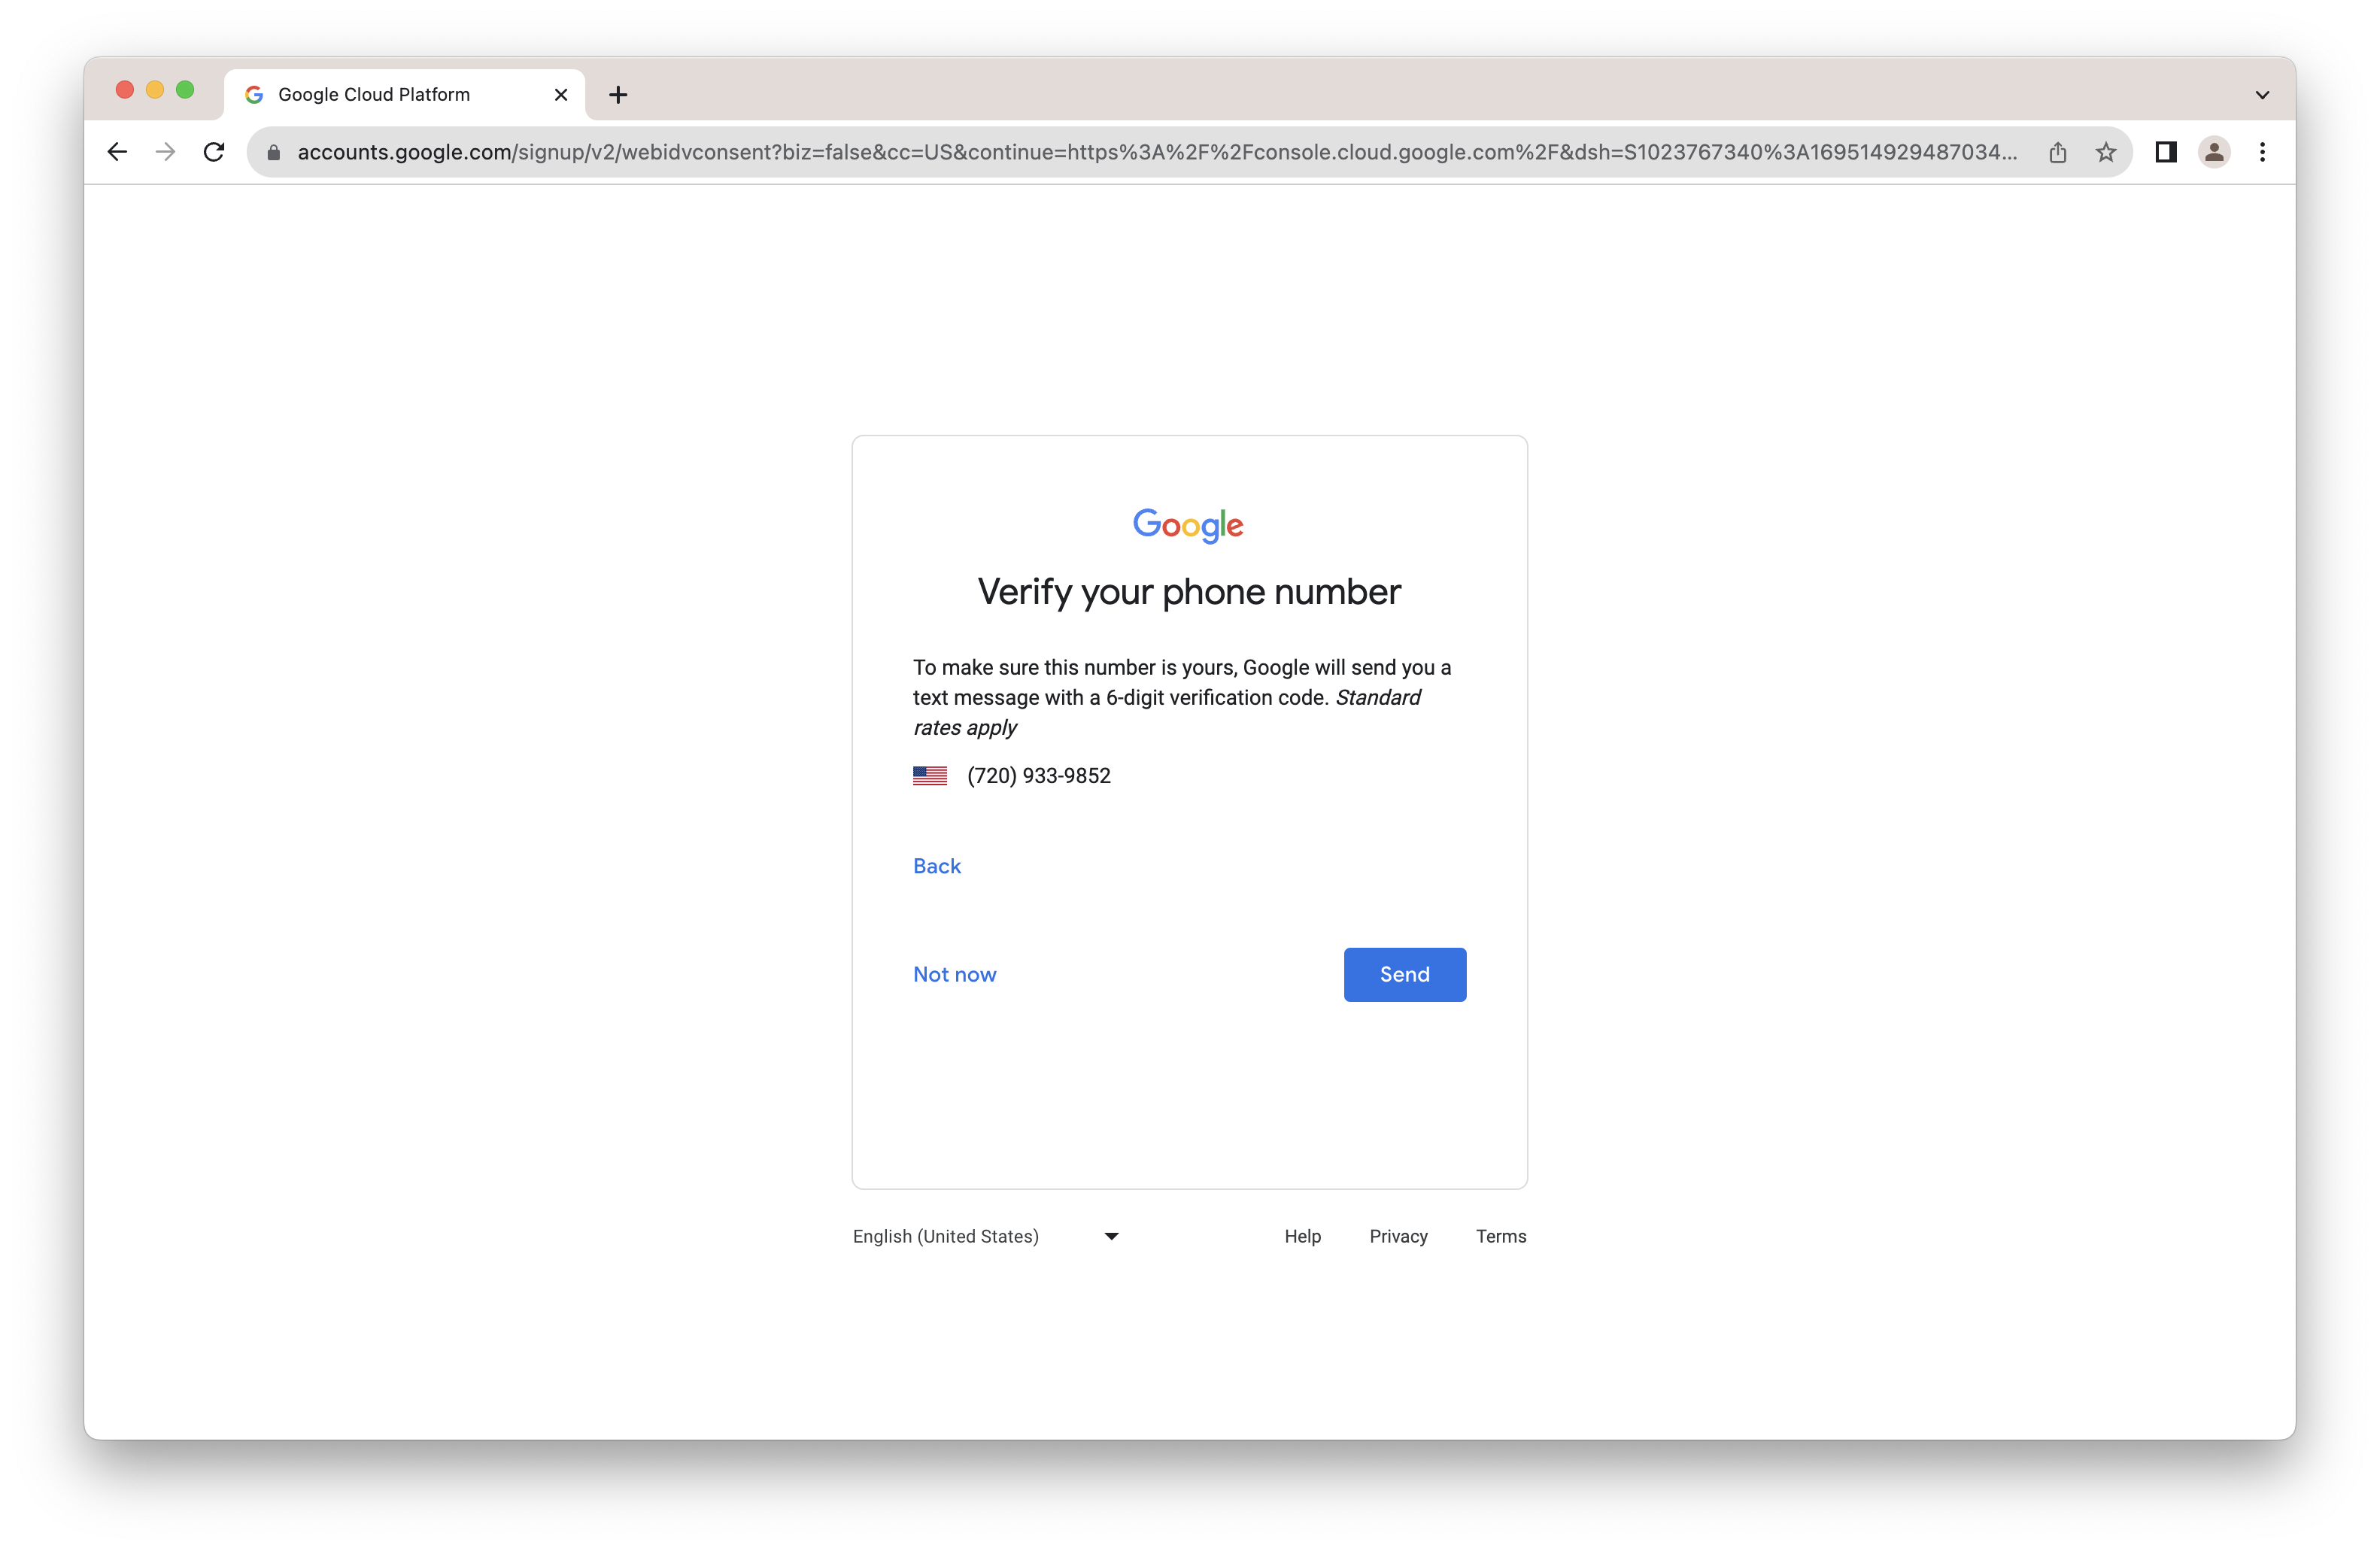 Google Cloud Platform
accounts.google.com/signup/v2/webidvconsent?biz=false&cc=US&continue=https%3A%2F%2Fconsole.cloud.google.com%2F&dsh=S1023767340%3A169514929487034...
Google
Verify your phone number
To make sure this number is yours, Google will send you a
text message with a 6-digit verification code. Standard
rates apply
(720) 933-9852
Back
Not now
Send
English (United States)
Help
Privacy
Terms